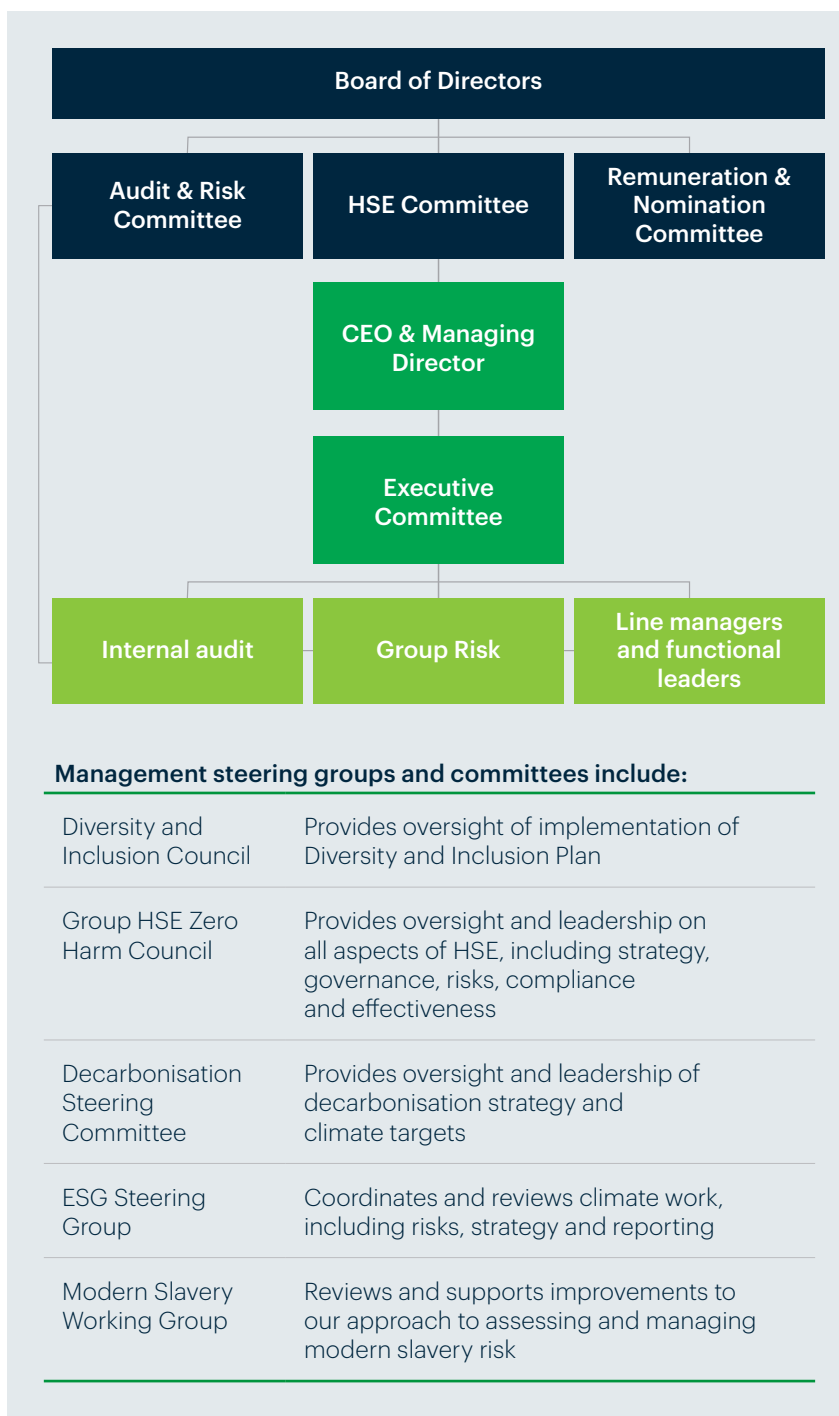 Board of Directors
Audit & Risk
Committee
HSE Committee
Remuneration &
Nomination
Committee
CEO & Managing
Director
Executive
Committee
Internal audit
Group Risk
Line managers
and functional
leaders
Management steering groups and committees include:
Diversity and
Inclusion Council
Provides oversight of implementation of
Diversity and Inclusion Plan
Group HSE Zero
Harm Council
Provides oversight and leadership on
all aspects of HSE, including strategy,
governance, risks, compliance
and effectiveness
Decarbonisation
Steering
Committee
Provides oversight and leadership of
decarbonisation strategy and
climate targets
ESG Steering
Group
Coordinates and reviews climate work,
including risks, strategy and reporting
Modern Slavery
Working Group
Reviews and supports improvements to
our approach to assessing and managing
modern slavery risk